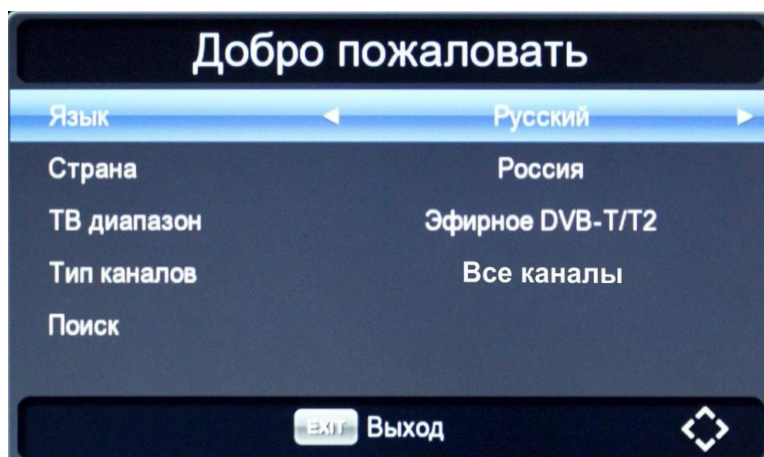 Добро пожаловать
Язык Русский
Страна Россия
ТВ диапазон Эфирное DVB-T/T2
Тип каналов Все каналы
Поиск
EXIT Выход